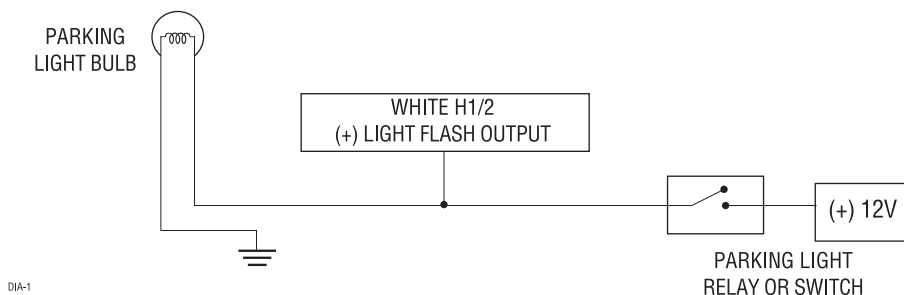 PARKING
LIGHT BULB
WHITE H1/2
(+) LIGHT FLASH OUTPUT
(+) 12V
PARKING LIGHT
RELAY OR SWITCH
DIA-1